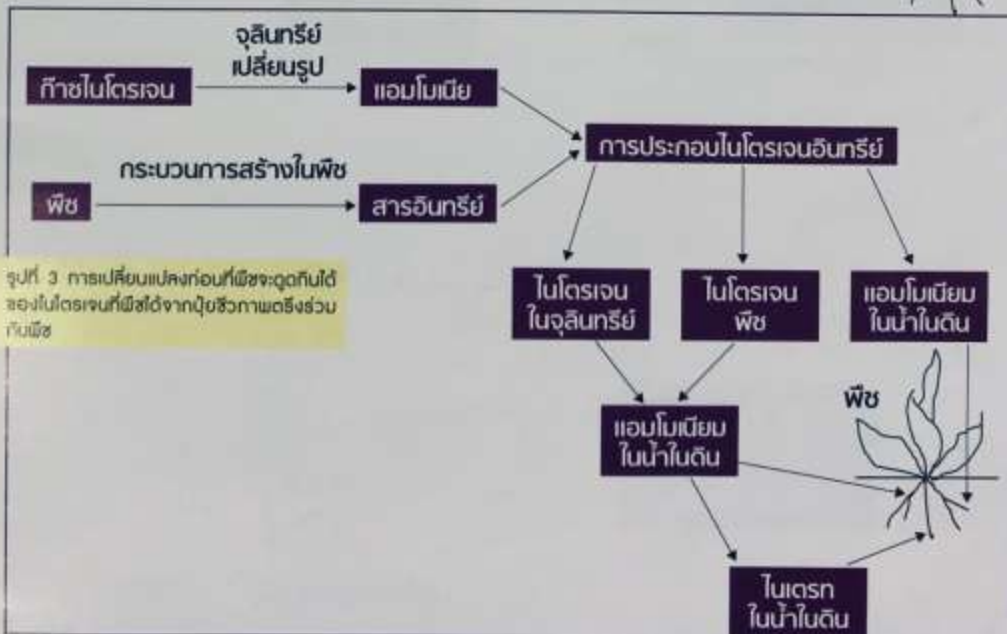 จุลินทรีย์
เปลี่ยนรูป
ก๊าซไนโตรเจน
แอมโมเนีย
การประกอบไนโตรเจนอินทรีย์
กระบวนการสร้างในพืช
พืช
สารอินทรีย์
รูปที่ 3 การเปลี่ยนแปลงก่อนที่พืชจะดูดกินได้
ของไนโตรเจนที่พืชได้จากปุ๋ยชีวภาพตรึงร่วม
กับพืช
ไนโตรเจน
ในจุลินทรีย์
ไนโตรเจน
พืช
แอมโมเนียม
ในน้ำในดิน
พืช
แอมโมเนียม
ในน้ำในดิน
ไนเตรท
ในน้ำในดิน